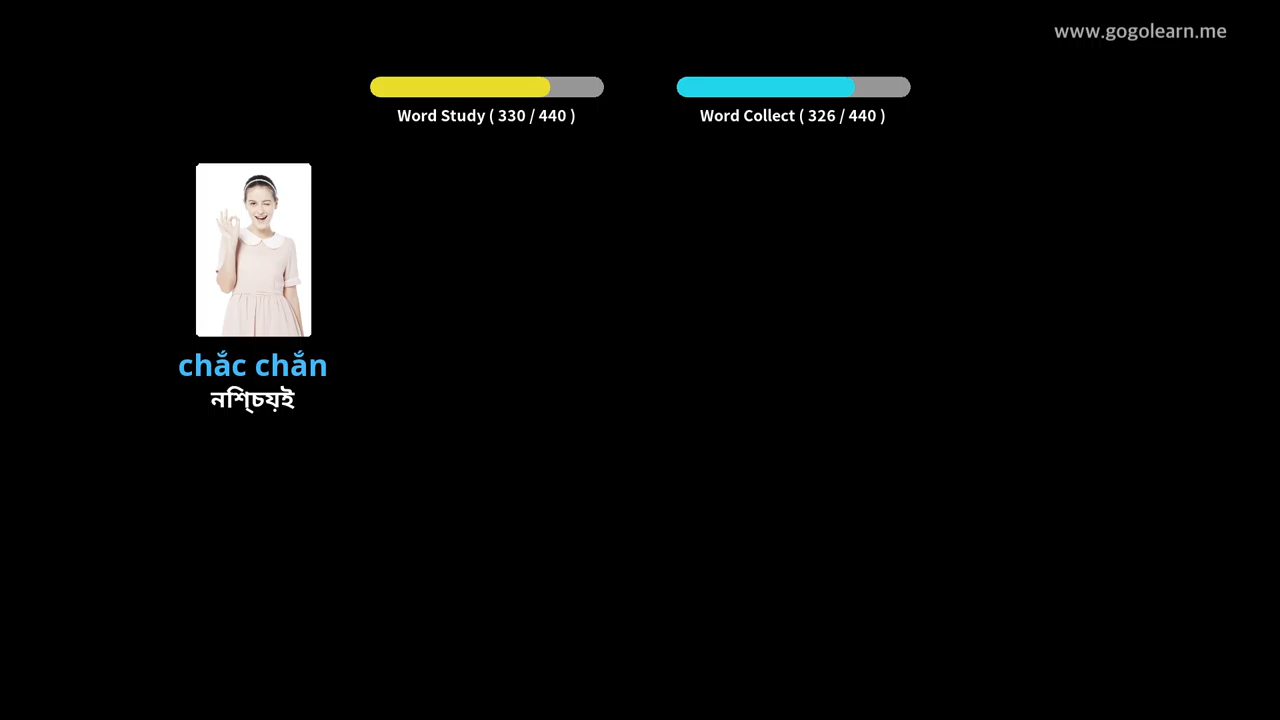 www.gogolearn.me
Word Study ( 330 / 440 )
Word Collect ( 326 / 440 )
chắc chắn
নিশ্চয়ই